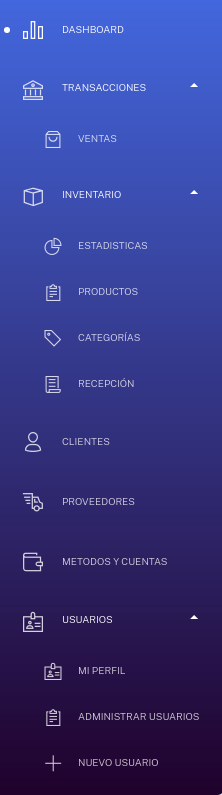 DASHBOARD
TRANSACCIONES
VENTAS
INVENTARIO
ESTADISTICAS
PRODUCTOS
CATEGORÍAS
RECEPCIÓN
CLIENTES
PROVEEDORES
METODOS Y CUENTAS
USUARIOS
MI PERFIL
ADMINISTRAR USUARIOS
NUEVO USUARIO